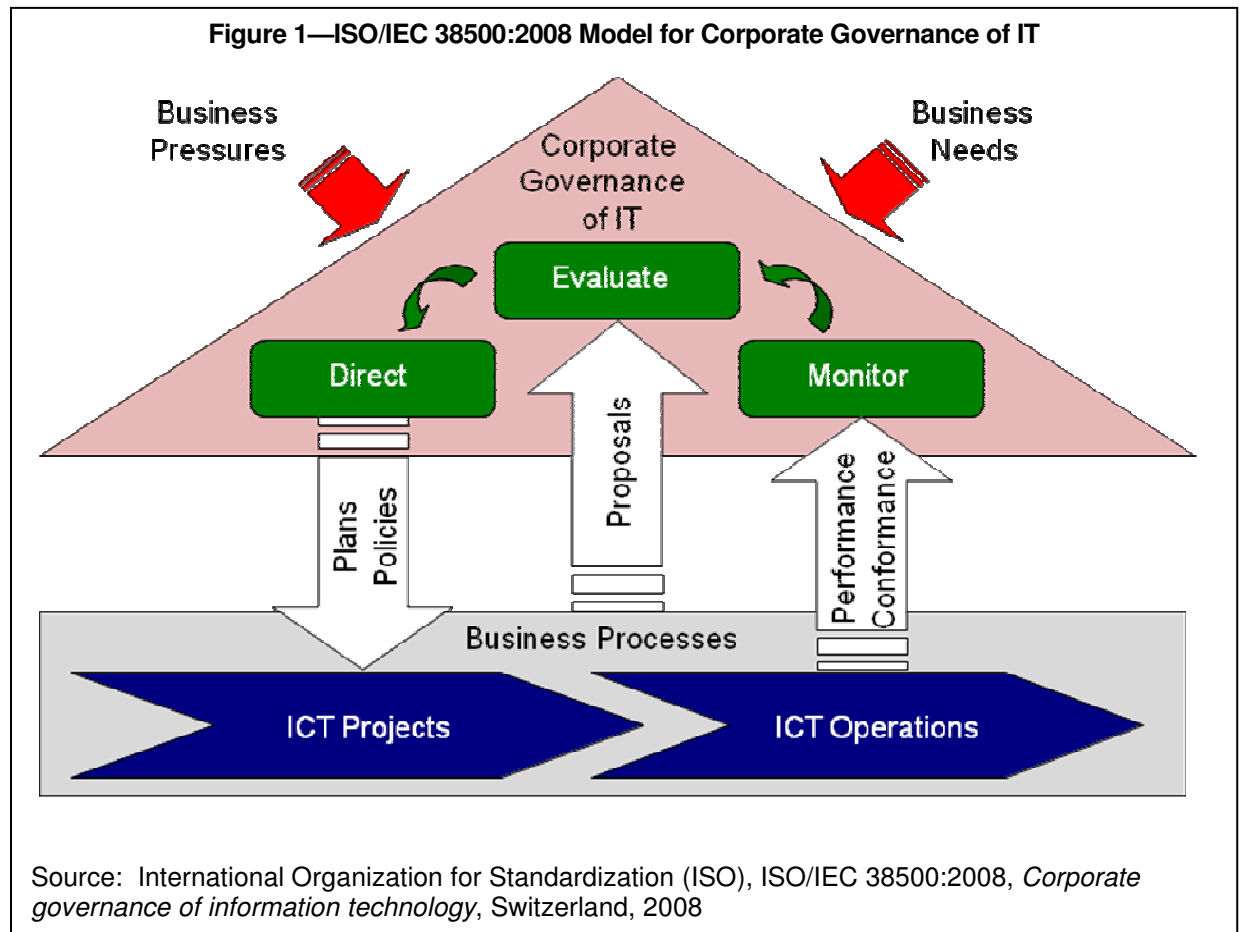 Figure 1—ISO/IEC 38500:2008 Model for Corporate Governance of IT
Business
Pressures
Business
Needs
Corporate
Governance
of IT
Evaluate
Direct
Monitor
Plans
Policies
Proposals
Performance
Conformance
Business Processes
ICT Projects
ICT Operations
Source:  International Organization for Standardization (ISO), ISO/IEC 38500:2008, Corporate
governance of information technology, Switzerland, 2008